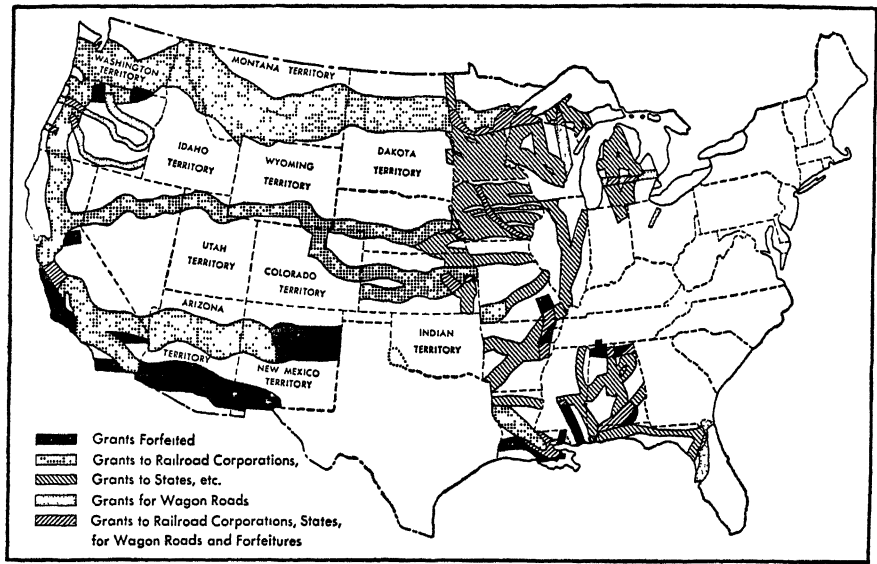 WASHINGTON
TERRITORY
MONTANA TERRITORY
IDAHO
TERRITORY
WYOMING
TERRITORY
DAKOTA
TERRITORY
UTAH
TERRITORY
COLORADO
TERRITORY
ARIZONA
TERRITORY
INDIAN
TERRITORY
NEW MEXICO
TERRITORY
Grants Forfeited
Grants to Railroad Corporations,
Grants to States, etc.
Grants for Wagon Roads
Grants to Railroad Corporations, States,
for Wagon Roads and Forfeitures